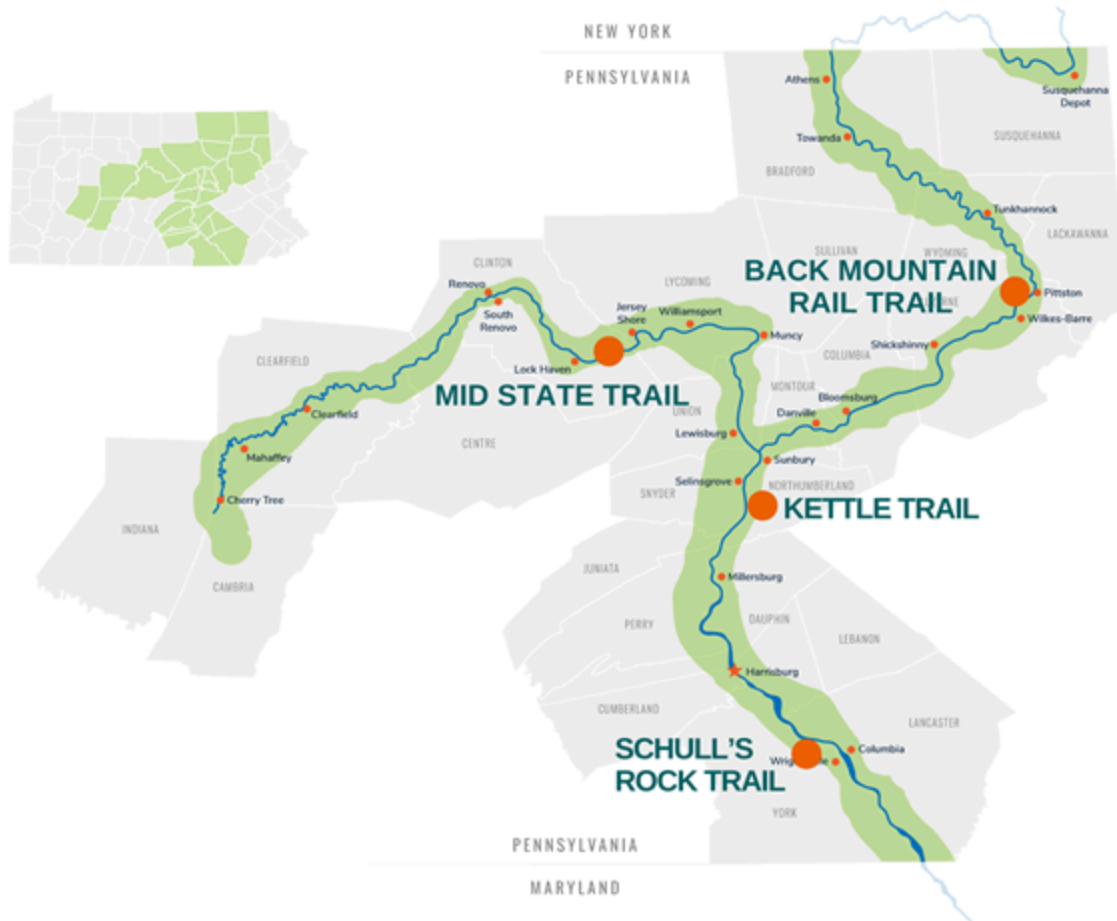 NEW YORK
PENNSYLVANIA
Athens
Susquehanna
Depot
Towanda
SUSQUEHANNA
BRADFORD
Tunkhannock
LACKAWANNA
SULLIVAN
WYOMING
CLINTON
BACK MOUNTAIN
RAIL TRAIL
LYCOMING
Renovo
South
Renovo
Jersey
Shore
Williamsport
Pittston
Wilkes-Barre
Muncy
Shickshinny
COLUMBIA
CLEARFIELD
Lock Haven
MID STATE TRAIL
MONTOUR
Bloomsburg
UNION
Danville
Clearfield
Lewisburg
CENTRE
Mahaffey
Sunbury
Selinsgrove
NORTHUMBERLAND
SNYDER
Cherry Tree
KETTLE TRAIL
INDIANA
JUNIATA
Millersburg
CAMBRIA
PERRY
DAUPHIN
LEBANON
Harrisburg
CUMBERLAND
LANCASTER
SCHULL'S
ROCK TRAIL
Columbia
YORK
PENNSYLVANIA
MARYLAND